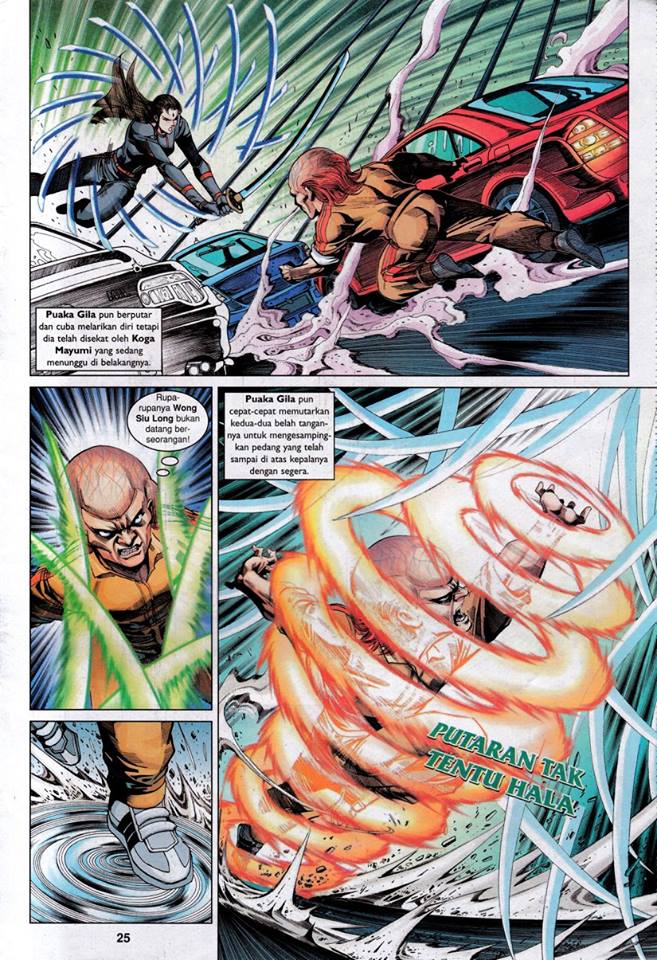 Puaka Gila pun berputar
dan cuba melarikan diri tetapi
dia telah disekat oleh Koga
Mayumi yang sedang
menunggu di belakangnya.
Rupa-
rupanya Wong
Siu Long bukan
datang ber-
seorangan!
Puaka Gila pun
cepat-cepat memutarkan
kedua-dua belah tangan-
nya untuk mengesamping-
kan pedang yang telah
sampai di atas kepalanya
dengan segera.
PUTARAN TAK
TENTU HALA
25